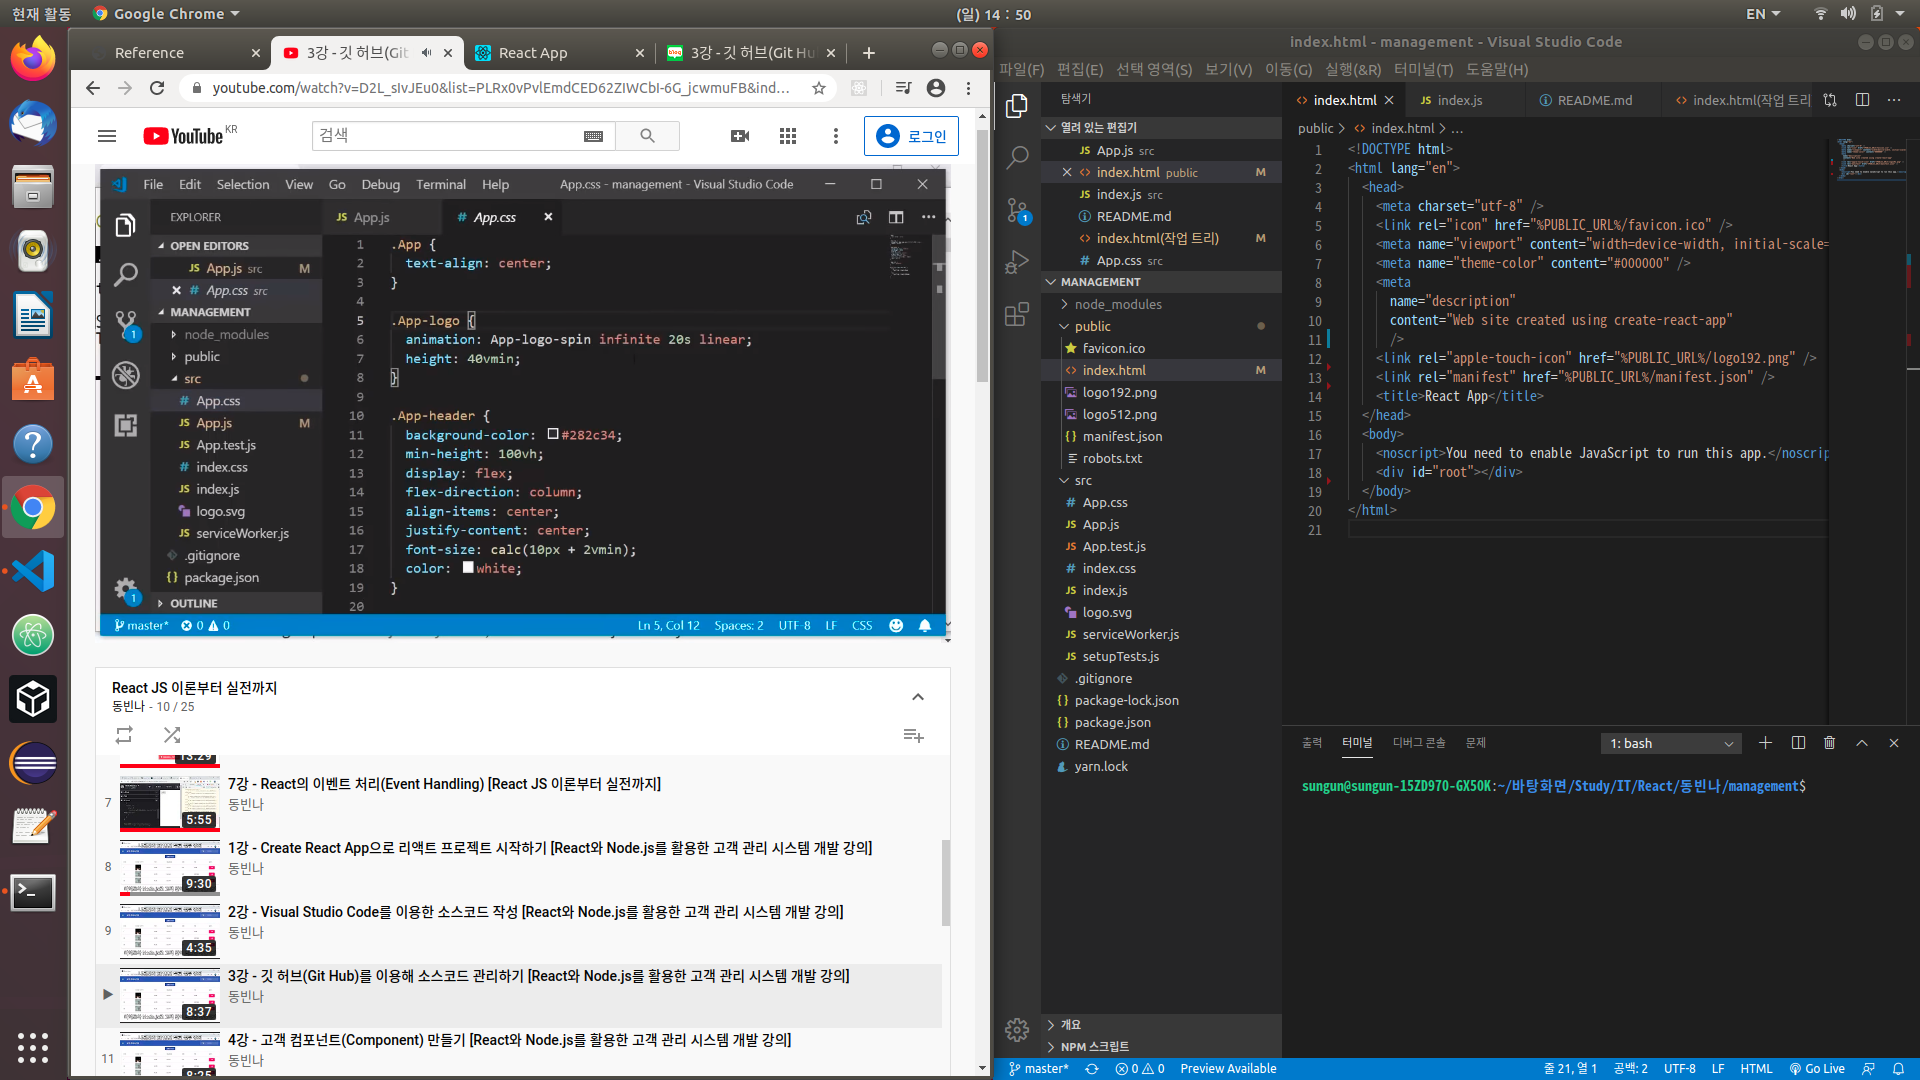 현재 활동
Google Chrome
(일) 14 : 50
EN
Reference
3강 - 깃 허브(Git
React App
3강 - 깃 허브(Git Hu
youtube.com/watch?v=D2L_sIvJEu0&list=PLRx0vPvlEmdCED62ZIWCbI-6G_jcwmuFB&ind...
YouTube KR
검색
로그인
File Edit Selection View Go Debug Terminal Help
App.css - management - Visual Studio Code
EXPLORER
App.js
App.css
OPEN EDITORS
App.js src M
App.css src
MANAGEMENT
node_modules
public
src
App.css
App.js M
App.test.js
index.css
index.js
logo.svg
serviceWorker.js
.gitignore
package.json
OUTLINE
1 .App {
2 text-align: center;
3 }
4
5 .App-logo {
6 animation: App-logo-spin infinite 20s linear;
7 height: 40vmin;
8 }
9
10 .App-header {
11 background-color: #282c34;
12 min-height: 100vh;
13 display: flex;
14 flex-direction: column;
15 align-items: center;
16 justify-content: center;
17 font-size: calc(10px + 2vmin);
18 color: white;
19 }
20
master* 0 0
Ln 5, Col 12 Spaces: 2 UTF-8 LF CSS
React JS 이론부터 실전까지
동빈나 - 10 / 25
13:29
7
7강 - React의 이벤트 처리(Event Handling) [React JS 이론부터 실전까지]
동빈나
5:55
8
1강 - Create React App으로 리액트 프로젝트 시작하기 [React와 Node.js를 활용한 고객 관리 시스템 개발 강의]
동빈나
9:30
9
2강 - Visual Studio Code를 이용한 소스코드 작성 [React와 Node.js를 활용한 고객 관리 시스템 개발 강의]
동빈나
4:35
3강 - 깃 허브(Git Hub)를 이용해 소스코드 관리하기 [React와 Node.js를 활용한 고객 관리 시스템 개발 강의]
동빈나
8:37
11
4강 - 고객 컴포넌트(Component) 만들기 [React와 Node.js를 활용한 고객 관리 시스템 개발 강의]
동빈나
8:25
index.html - management - Visual Studio Code
파일(F) 편집(E) 선택 영역(S) 보기(V) 이동(G) 실행(&R) 터미널(T) 도움말(H)
탐색기
열려 있는 편집기
App.js src
index.html public M
index.js src
README.md
index.html(작업 트리) M
App.css src
MANAGEMENT
node_modules
public
favicon.ico
index.html M
logo192.png
logo512.png
manifest.json
robots.txt
src
App.css
App.js
App.test.js
index.css
index.js
logo.svg
serviceWorker.js
setupTests.js
.gitignore
package-lock.json
package.json
README.md
yarn.lock
개요
NPM 스크립트
index.html
index.js
README.md
index.html(작업 트리
public > index.html > ...
1 <!DOCTYPE html>
2 <html lang="en">
3 <head>
4 <meta charset="utf-8" />
5 <link rel="icon" href="%PUBLIC_URL%/favicon.ico" />
6 <meta name="viewport" content="width=device-width, initial-scale=
7 <meta name="theme-color" content="#000000" />
8 <meta
9 name="description"
10 content="Web site created using create-react-app"
11 />
12 <link rel="apple-touch-icon" href="%PUBLIC_URL%/logo192.png" />
13 <link rel="manifest" href="%PUBLIC_URL%/manifest.json" />
14 <title>React App</title>
15 </head>
16 <body>
17 <noscript>You need to enable JavaScript to run this app.</noscrip
18 <div id="root"></div>
19 </body>
20 </html>
21
출력 터미널 디버그 콘솔 문제
1: bash
sungun@sungun-15ZD970-GX50K:~/바탕화면/Study/IT/React/동빈나/management$
master* 0 0 Preview Available
줄 21, 열 1 공백: 2 UTF-8 LF HTML Go Live